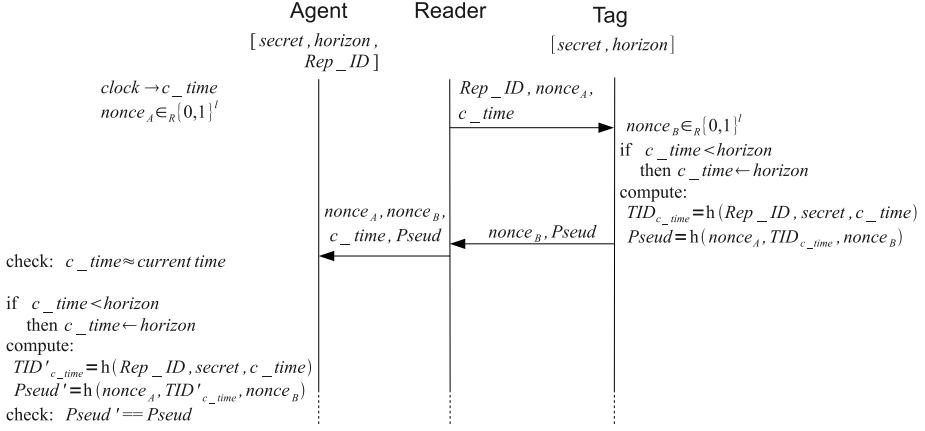 Agent Reader Tag
[secret, horizon, Rep_ID]
[secret, horizon]
clock → c_time
nonce_A ∈_R {0,1}^l
Rep_ID, nonce_A,
c_time
nonce_B ∈_R {0,1}^l
if c_time < horizon
then c_time ← horizon
compute:
TID_c_time = h(Rep_ID, secret, c_time)
Pseud = h(nonce_A, TID_c_time, nonce_B)
nonce_B, Pseud
nonce_A, nonce_B,
c_time, Pseud
check: c_time ≈ current time
if c_time < horizon
then c_time ← horizon
compute:
TID'_c_time = h(Rep_ID, secret, c_time)
Pseud' = h(nonce_A, TID'_c_time, nonce_B)
check: Pseud' == Pseud